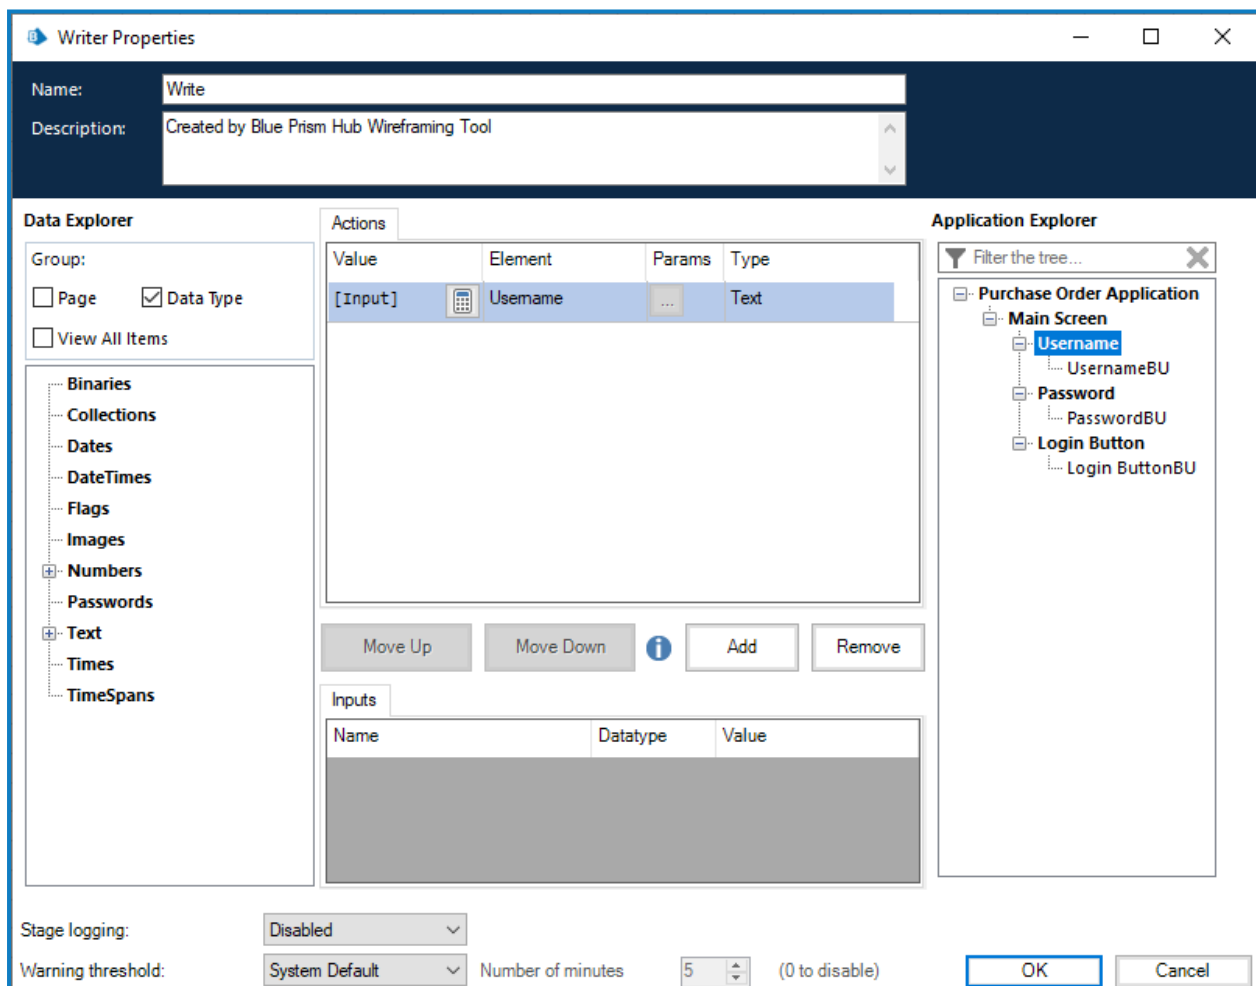 Writer Properties
Name: Write
Description: Created by Blue Prism Hub Wireframing Tool
Data Explorer
Group:
Page Data Type
View All Items
Binaries
Collections
Dates
DateTimes
Flags
Images
Numbers
Passwords
Text
Times
TimeSpans
Actions
Value Element Params Type
[Input] Username ... Text
Move Up Move Down Add Remove
Inputs
Name Datatype Value
Application Explorer
Filter the tree...
Purchase Order Application
Main Screen
Username
UsernameBU
Password
PasswordBU
Login Button
Login ButtonBU
Stage logging: Disabled
Warning threshold: System Default Number of minutes 5 (0 to disable)
OK Cancel